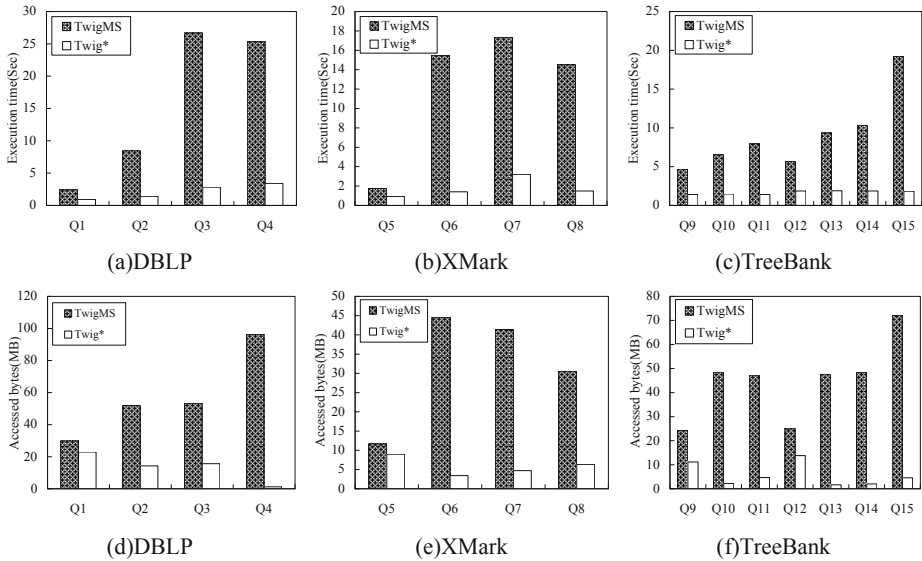 30
25
20
15
10
5
0
Execution time(Sec)
TwigMS
Twig*
Q1 Q2 Q3 Q4
(a)DBLP
18
16
14
12
10
8
6
4
2
0
Execution time(Sec)
TwigMS
Twig*
Q5 Q6 Q7 Q8
(b)XMark
25
20
15
10
5
0
Execution time(Sec)
TwigMS
Twig*
Q9 Q10 Q11 Q12 Q13 Q14 Q15
(c)TreeBank
120
100
80
60
40
20
0
Accessed bytes(MB)
TwigMS
Twig*
Q1 Q2 Q3 Q4
(d)DBLP
50
45
40
35
30
25
20
15
10
5
0
Accessed bytes(MB)
TwigMS
Twig*
Q5 Q6 Q7 Q8
(e)XMark
80
70
60
50
40
30
20
10
0
Accessed bytes(MB)
TwigMS
Twig*
Q9 Q10 Q11 Q12 Q13 Q14 Q15
(f)TreeBank